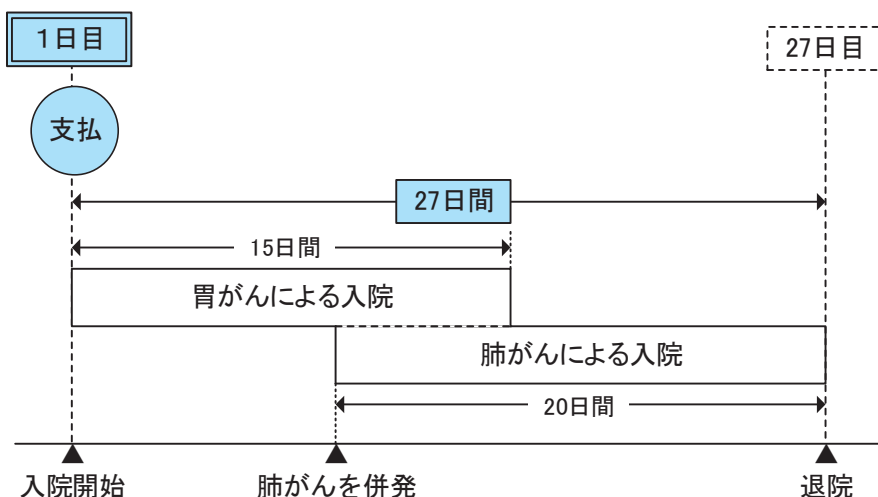 1日目
27日目
支払
27日間
15日間
胃がんによる入院
肺がんによる入院
20日間
入院開始
肺がんを併発
退院